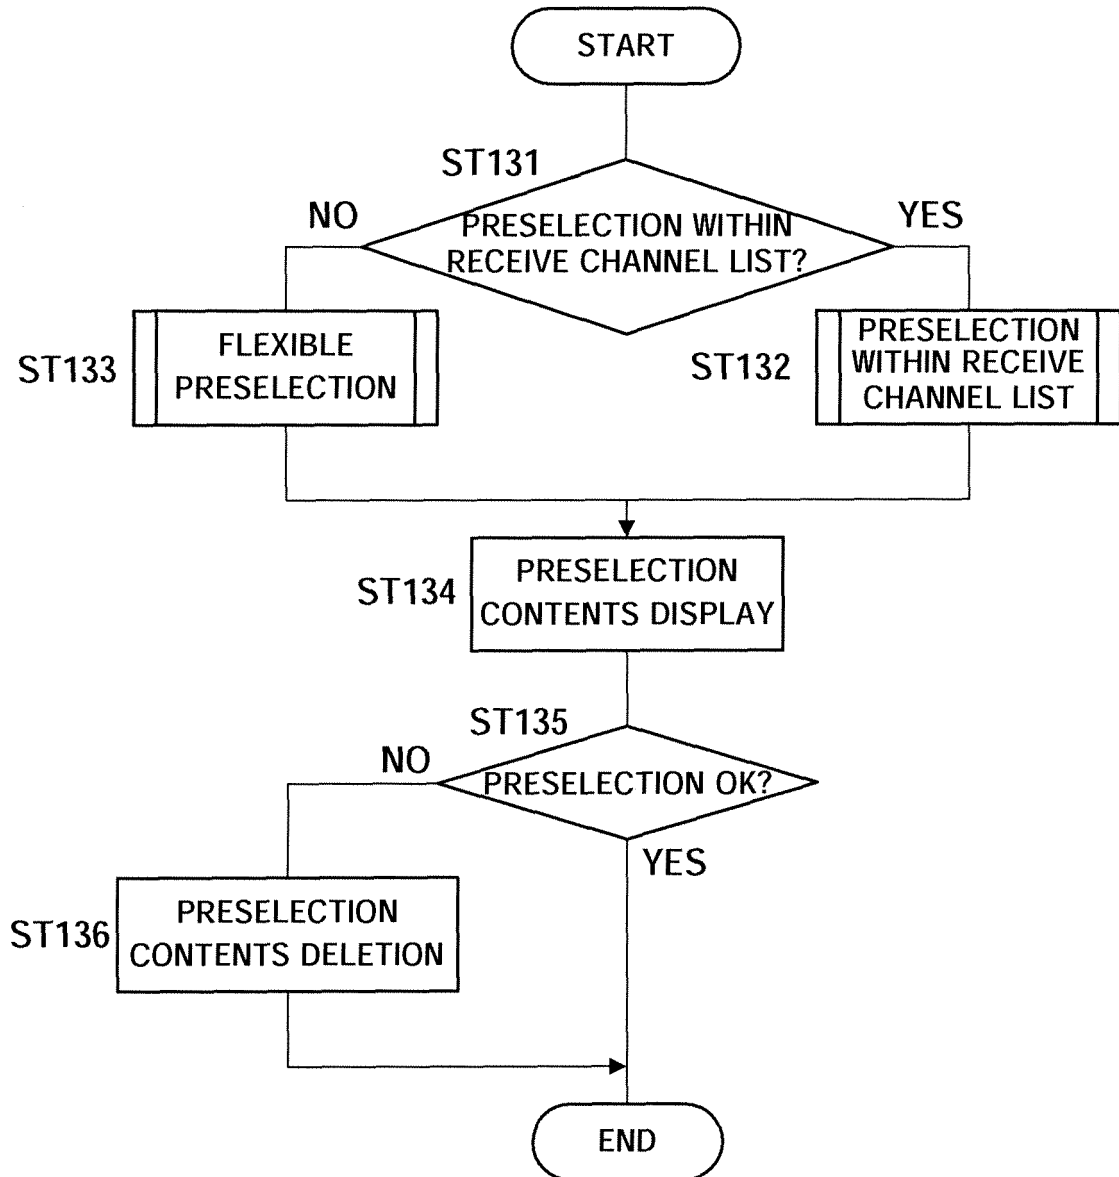 START
ST131
NO
PRESELECTION WITHIN
RECEIVE CHANNEL LIST?
YES
ST133
FLEXIBLE
PRESELECTION
ST132
PRESELECTION
WITHIN RECEIVE
CHANNEL LIST
ST134
PRESELECTION
CONTENTS DISPLAY
ST135
NO
PRESELECTION OK?
YES
ST136
PRESELECTION
CONTENTS DELETION
END